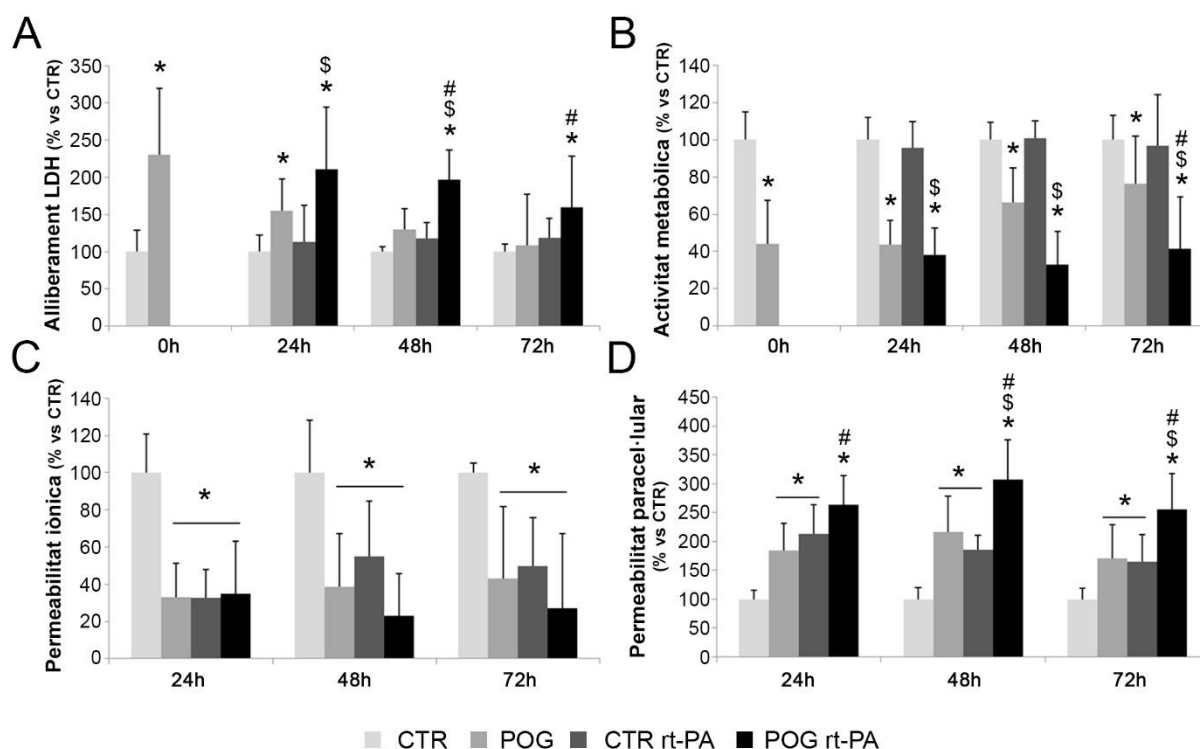 A
Alliberament LDH (% vs CTR)
350
300
250
200
150
100
50
0
*
*
$
*
#
$
*
#
*
0h
24h
48h
72h
B
Activitat metabòlica (% vs CTR)
140
120
100
80
60
40
20
0
*
*
$
*
*
$
*
*
#
$
*
0h
24h
48h
72h
C
Permeabilitat iònica (% vs CTR)
140
120
100
80
60
40
20
0
*
*
*
24h
48h
72h
D
Permeabilitat paracel·lular
(% vs CTR)
450
400
350
300
250
200
150
100
50
0
*
#
*
*
#
$
*
*
#
$
*
24h
48h
72h
CTR POG CTR rt-PA POG rt-PA